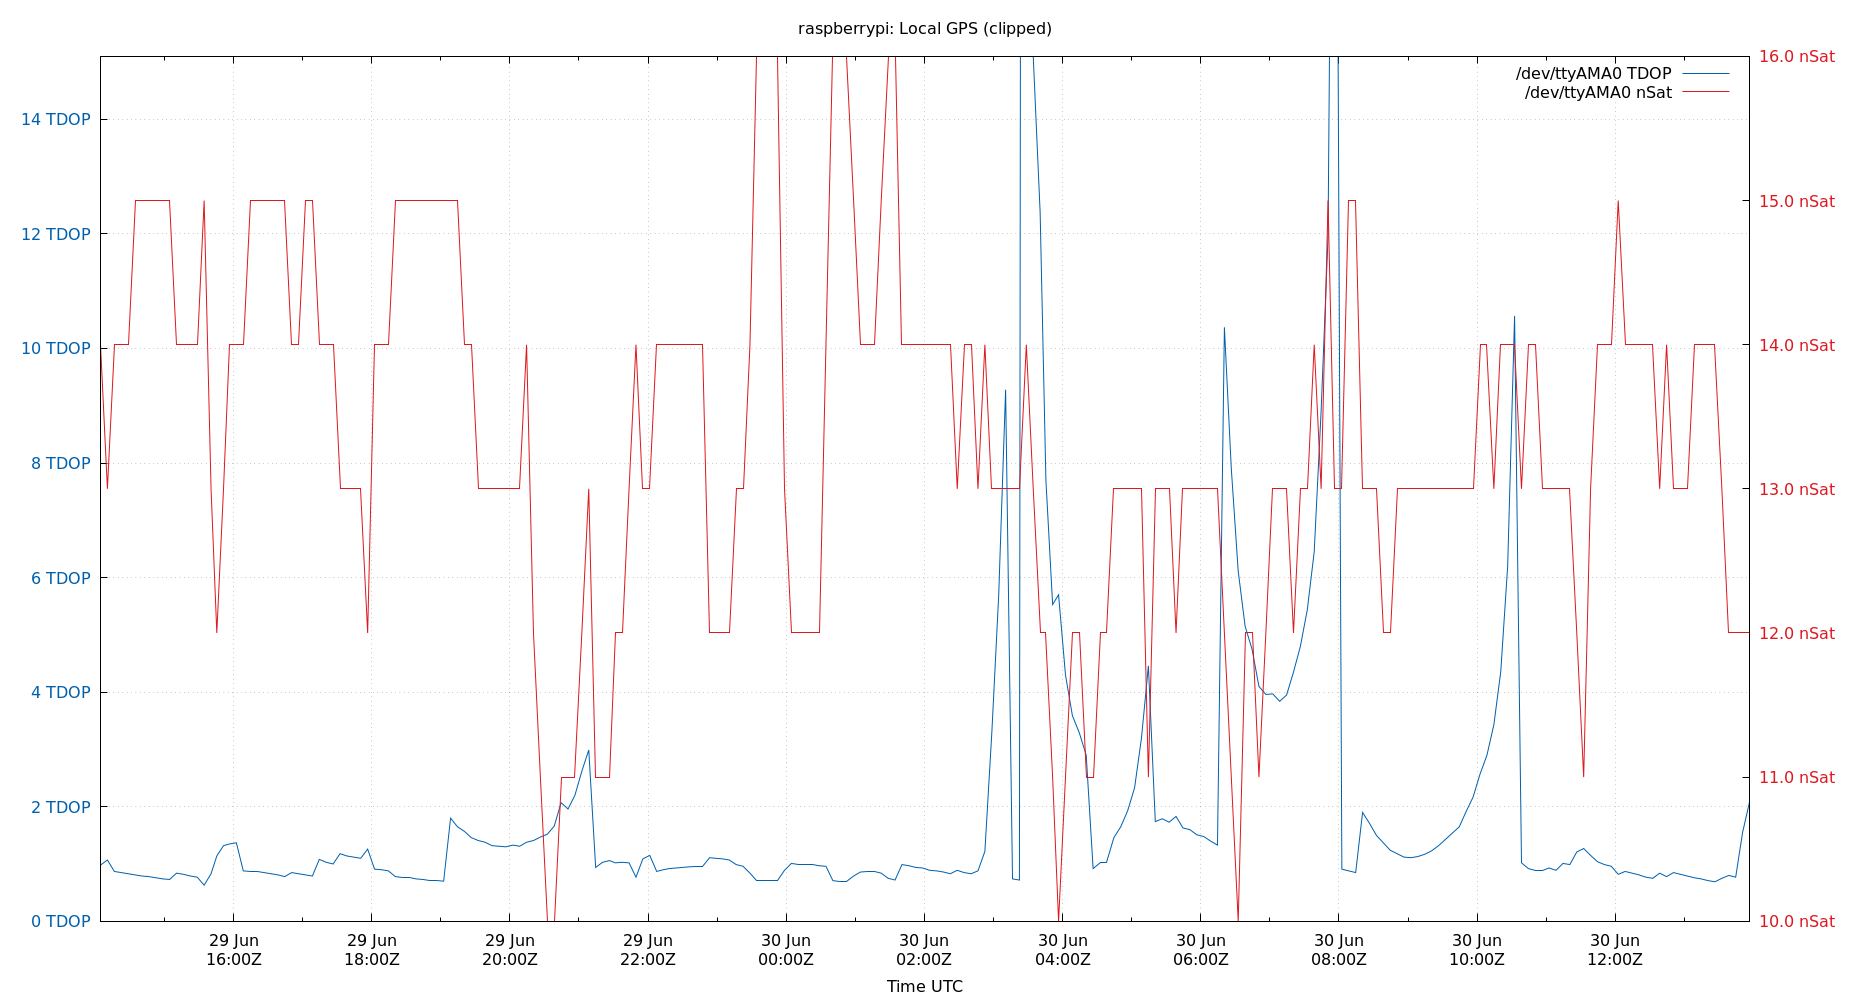 raspberrypi: Local GPS (clipped)
/dev/ttyAMA0 TDOP
/dev/ttyAMA0 nSat
14 TDOP
12 TDOP
10 TDOP
8 TDOP
6 TDOP
4 TDOP
2 TDOP
0 TDOP
16.0 nSat
15.0 nSat
14.0 nSat
13.0 nSat
12.0 nSat
11.0 nSat
10.0 nSat
29 Jun
16:00Z
29 Jun
18:00Z
29 Jun
20:00Z
29 Jun
22:00Z
30 Jun
00:00Z
30 Jun
02:00Z
30 Jun
04:00Z
30 Jun
06:00Z
30 Jun
08:00Z
30 Jun
10:00Z
30 Jun
12:00Z
Time UTC